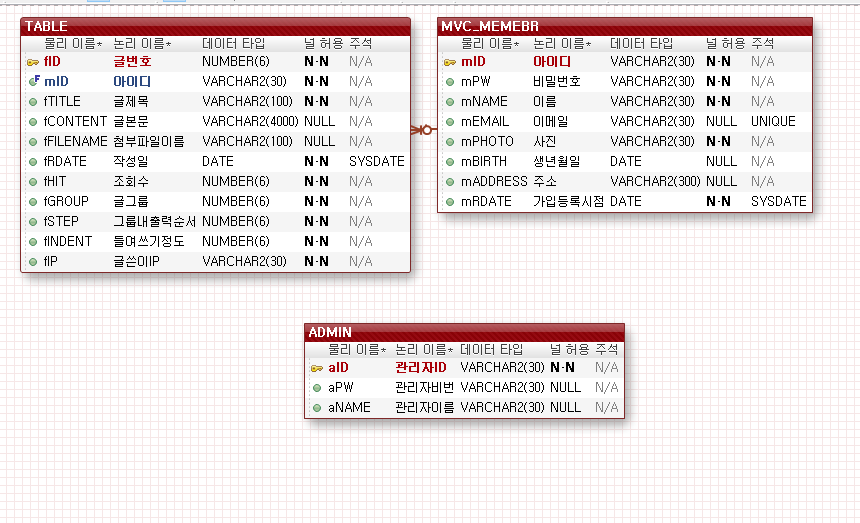 TABLE
물리 이름* 논리 이름* 데이터 타입 널 허용 주석
fID 글번호 NUMBER(6) N·N N/A
F mID 아이디 VARCHAR2(30) N·N N/A
fTITLE 글제목 VARCHAR2(100) N·N N/A
fCONTENT 글본문 VARCHAR2(4000) NULL N/A
fFILENAME 첨부파일이름 VARCHAR2(100) NULL N/A
fRDATE 작성일 DATE N·N SYSDATE
fHIT 조회수 NUMBER(6) N·N N/A
fGROUP 글그룹 NUMBER(6) N·N N/A
fSTEP 그룹내출력순서 NUMBER(6) N·N N/A
fINDENT 들여쓰기정도 NUMBER(6) N·N N/A
fIP 글쓴이IP VARCHAR2(30) N·N N/A
MVC_MEMEBR
물리 이름* 논리 이름* 데이터 타입 널 허용 주석
mID 아이디 VARCHAR2(30) N·N N/A
mPW 비밀번호 VARCHAR2(30) N·N N/A
mNAME 이름 VARCHAR2(30) N·N N/A
mEMAIL 이메일 VARCHAR2(30) NULL UNIQUE
mPHOTO 사진 VARCHAR2(30) N·N N/A
mBIRTH 생년월일 DATE NULL N/A
mADDRESS 주소 VARCHAR2(300) NULL N/A
mRDATE 가입등록시점 DATE N·N SYSDATE
ADMIN
물리 이름* 논리 이름* 데이터 타입 널 허용 주석
aID 관리자ID VARCHAR2(30) N·N N/A
aPW 관리자비번 VARCHAR2(30) NULL N/A
aNAME 관리자이름 VARCHAR2(30) NULL N/A